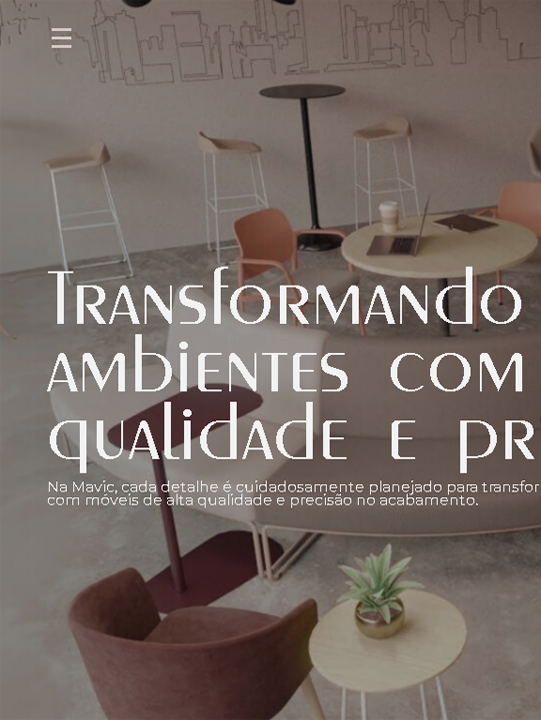 Transformando
ambientes com
qualidade e pr
Na Mavic, cada detalhe é cuidadosamente planejado para transfor
com móveis de alta qualidade e precisão no acabamento.